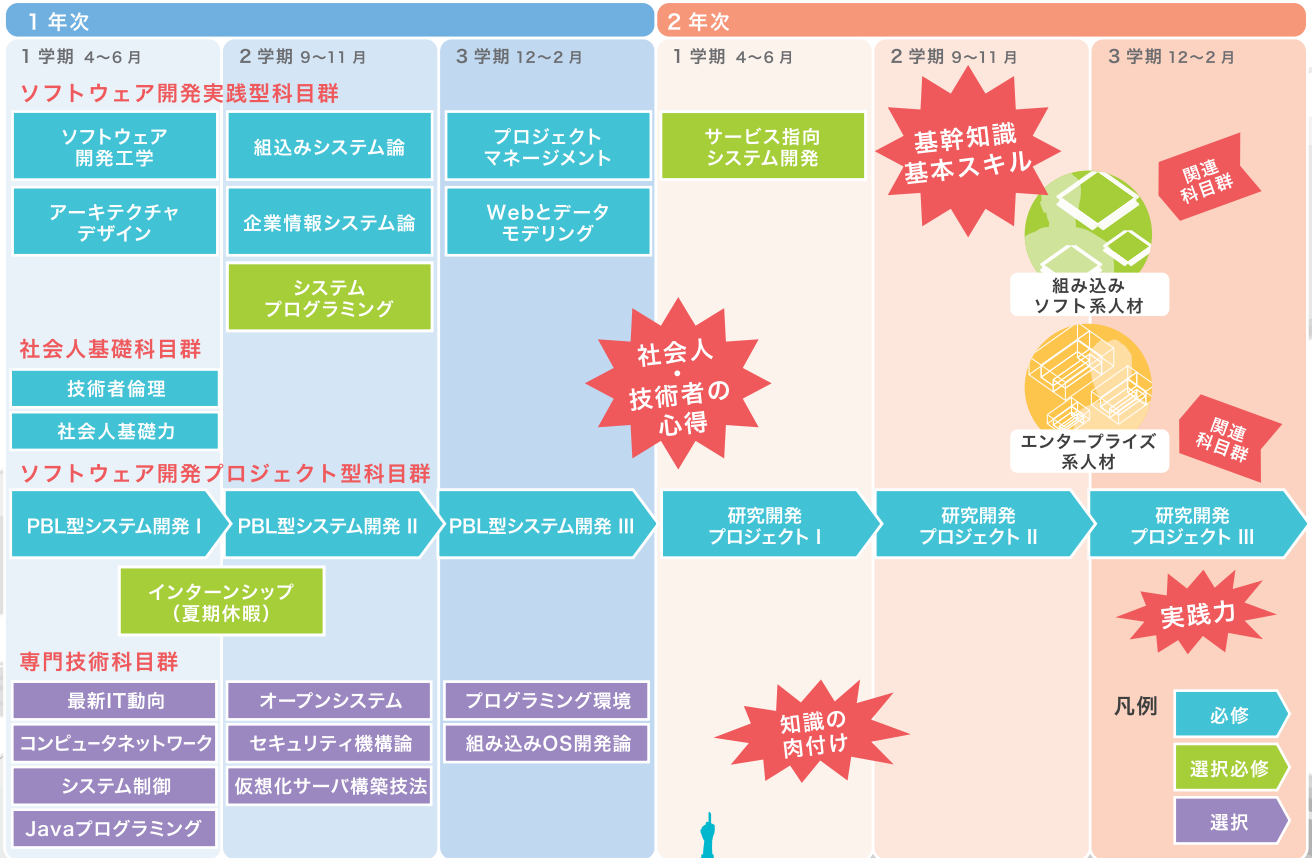 1 年次
2 年次
1 学期 4〜6 月
2 学期 9〜11 月
3 学期 12〜2 月
1 学期 4〜6 月
2 学期 9〜11 月
3 学期 12〜2 月
ソフトウェア開発実践型科目群
ソフトウェア
開発工学
組込みシステム論
プロジェクト
マネージメント
サービス指向
システム開発
基幹知識
基本スキル
関連
科目群
アーキテクチャ
デザイン
企業情報システム論
Webとデータ
モデリング
システム
プログラミング
組み込み
ソフト系人材
社会人基礎科目群
技術者倫理
社会人基礎力
社会人
・
技術者の
心得
エンタープライズ
系人材
関連
科目群
ソフトウェア開発プロジェクト型科目群
PBL型システム開発 I
PBL型システム開発 II
PBL型システム開発 III
研究開発
プロジェクト I
研究開発
プロジェクト II
研究開発
プロジェクト III
インターンシップ
（夏期休暇）
実践力
専門技術科目群
最新IT動向
オープンシステム
プログラミング環境
コンピュータネットワーク
セキュリティ機構論
組み込みOS開発論
システム制御
仮想化サーバ構築技法
Javaプログラミング
知識の
肉付け
凡例
必修
選択必修
選択